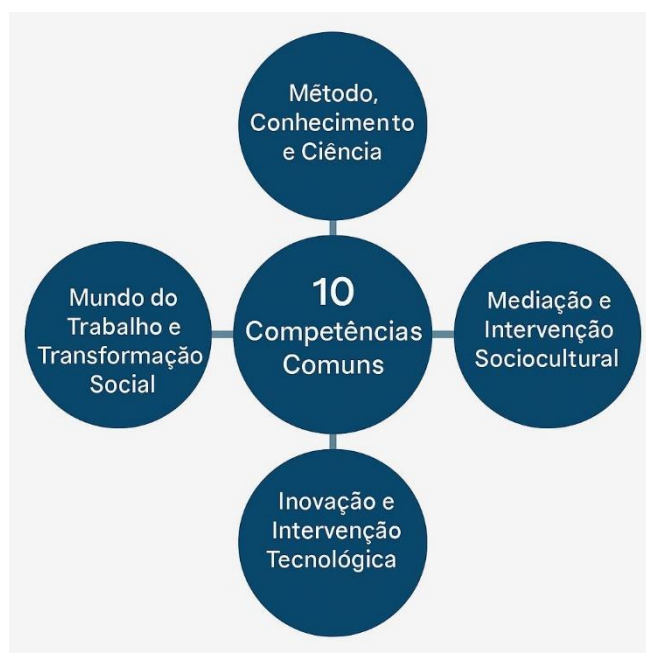 Método,
Conhecimento
e Ciência
Mundo do
Trabalho e
Transformação
Social
10
Competências
Comuns
Mediação e
Intervenção
Sociocultural
Inovação e
Intervenção
Tecnológica